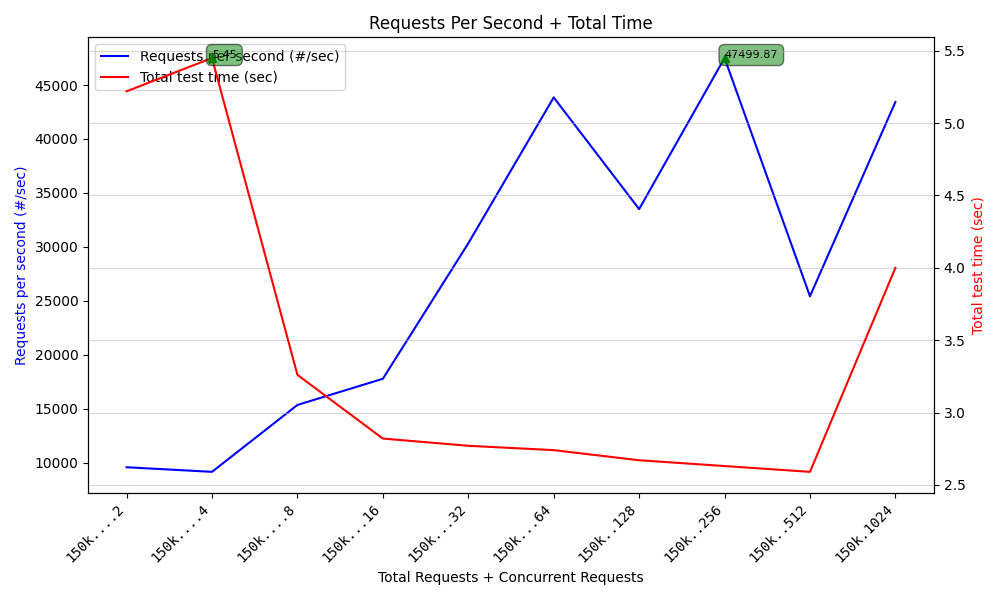 Requests Per Second + Total Time
Requests per second (#/sec)
Total test time (sec)
5.45
47499.87
45000
40000
35000
30000
25000
20000
15000
10000
Requests per second (#/sec)
5.5
5.0
4.5
4.0
3.5
3.0
2.5
Total test time (sec)
150k....2
150k....4
150k....8
150k...16
150k...32
150k...64
150k..128
150k..256
150k..512
150k.1024
Total Requests + Concurrent Requests